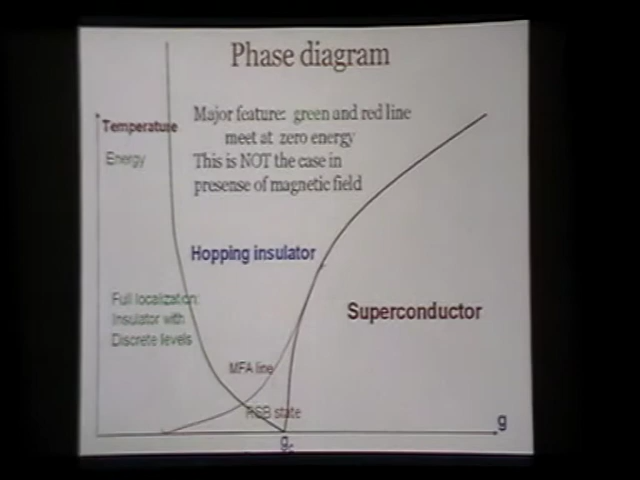 Phase diagram
Major feature: green and red line
meet at zero energy
This is NOT the case in
presense of magnetic field
Temperature
Energy
Hopping insulator
Full localization:
Insulator with
Discrete levels
Superconductor
MFA line
RSB state
g
gc